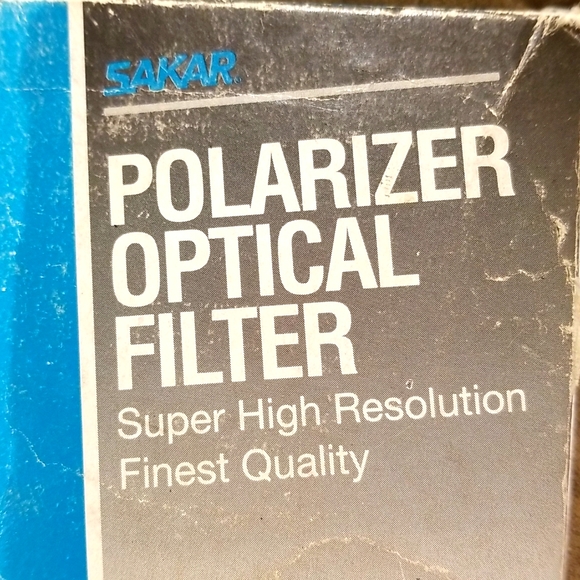 SAKAR
POLARIZER
OPTICAL
FILTER
Super High Resolution
Finest Quality